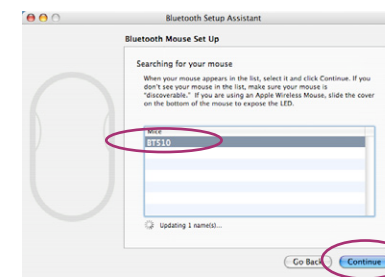 Bluetooth Setup Assistant
Bluetooth Mouse Set Up
Searching for your mouse
When your mouse appears in the list, select it and click Continue. If you
don't see your mouse in the list, make sure your mouse is
"discoverable." If you are using an Apple Wireless Mouse, slide the cover
on the bottom of the mouse to expose the LED.
Mice
BT510
Updating 1 name(s)...
Go Back
Continue